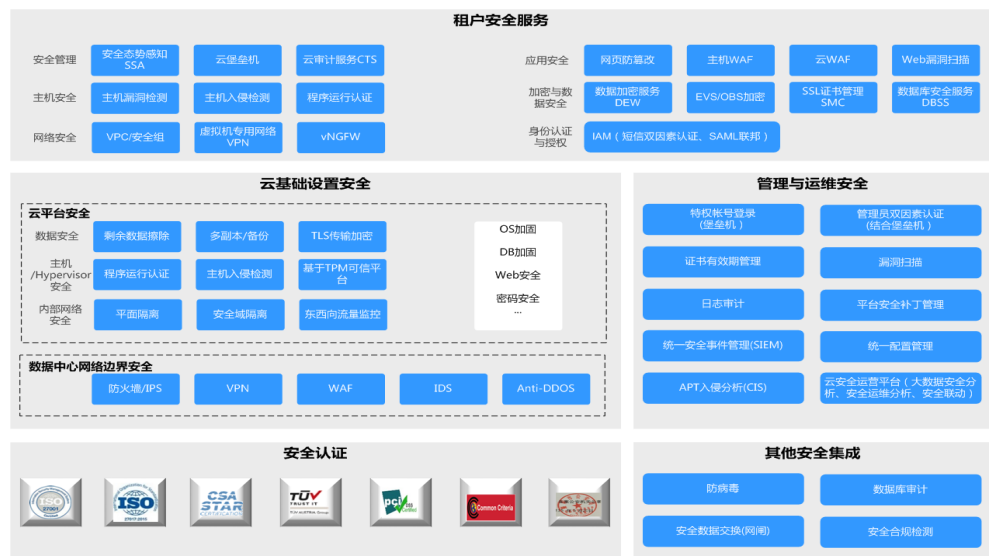 租户安全服务
安全管理
安全态势感知
SSA
云堡垒机
云审计服务CTS
主机安全
主机漏洞检测
主机入侵检测
程序运行认证
网络安全
VPC/安全组
虚拟机专用网络
VPN
vNGFW
应用安全
网页防篡改
主机WAF
云WAF
Web漏洞扫描
加密与数
据安全
数据加密服务
DEW
EVS/OBS加密
SSL证书管理
SMC
数据库安全服务
DBSS
身份认证
与授权
IAM（短信双因素认证、SAML联邦）
云基础设置安全
云平台安全
数据安全
剩余数据擦除
多副本/备份
TLS传输加密
主机
/Hypervisor
安全
程序运行认证
主机入侵检测
基于TPM可信平
台
内部网络
安全
平面隔离
安全域隔离
东西向流量监控
OS加固
DB加固
Web安全
密码安全
...
数据中心网络边界安全
防火墙/IPS
VPN
WAF
IDS
Anti-DDOS
管理与运维安全
特权帐号登录
(堡垒机）
管理员双因素认证
(结合堡垒机）
证书有效期管理
漏洞扫描
日志审计
平台安全补丁管理
统一安全事件管理(SIEM)
统一配置管理
APT入侵分析(CIS)
云安全运营平台（大数据安全分
析、安全运维分析、安全联动）
安全认证
ISO
27001
ISO
CSA
STAR
CERTIFICATION
TÜV
TRUST IT
TÜV AUSTRIA Group
pci
DSS
Common Criteria
其他安全集成
防病毒
数据库审计
安全数据交换(网闸)
安全合规检测